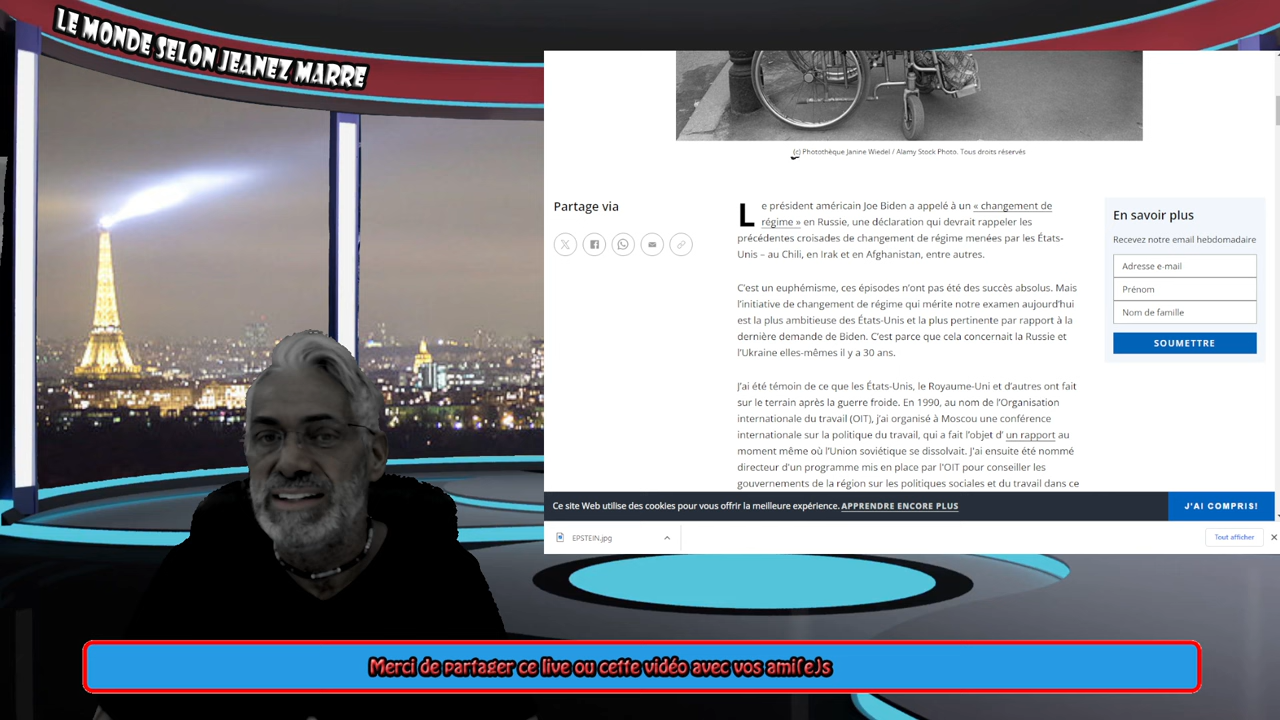 LE MONDE SELON JEANEZ MARRE
(c) Photothèque Janine Wiedel / Alamy Stock Photo. Tous droits réservés
Partage via
Le président américain Joe Biden a appelé à un « changement de
régime » en Russie, une déclaration qui devrait rappeler les
précédentes croisades de changement de régime menées par les États-
Unis – au Chili, en Irak et en Afghanistan, entre autres.
C'est un euphémisme, ces épisodes n'ont pas été des succès absolus. Mais
l'initiative de changement de régime qui mérite notre examen aujourd'hui
est la plus ambitieuse des États-Unis et la plus pertinente par rapport à la
dernière demande de Biden. C'est parce que cela concernait la Russie et
l'Ukraine elles-mêmes il y a 30 ans.
J'ai été témoin de ce que les États-Unis, le Royaume-Uni et d'autres ont fait
sur le terrain après la guerre froide. En 1990, au nom de l'Organisation
internationale du travail (OIT), j'ai organisé à Moscou une conférence
internationale sur la politique du travail, qui a fait l'objet d' un rapport au
moment même où l'Union soviétique se dissolvait. J'ai ensuite été nommé
directeur d'un programme mis en place par l'OIT pour conseiller les
gouvernements de la région sur les politiques sociales et du travail dans ce
En savoir plus
Recevez notre email hebdomadaire
Adresse e-mail
Prénom
Nom de famille
SOUMETTRE
Ce site Web utilise des cookies pour vous offrir la meilleure expérience. APPRENDRE ENCORE PLUS
J'AI COMPRIS!
EPSTEIN.jpg
Tout afficher
Merci de partager ce live ou cette vidéo avec vos ami(e)s